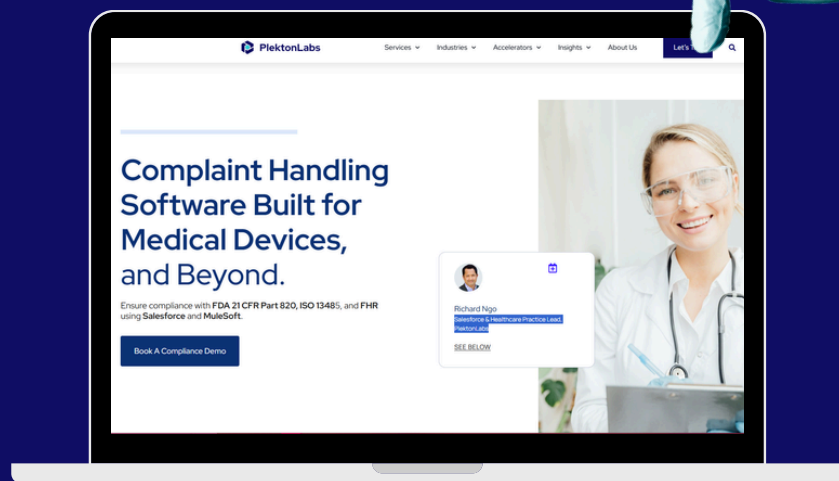 PlektonLabs
Services
Industries
Accelerators
Insights
About Us
Let's T
Complaint Handling
Software Built for
Medical Devices,
and Beyond.
Ensure compliance with FDA 21 CFR Part 820, ISO 13485, and FHR
using Salesforce and MuleSoft.
Book A Compliance Demo
Richard Ngo
Salesforce & Healthcare Practice Lead,
PlektonLabs
SEE BELOW